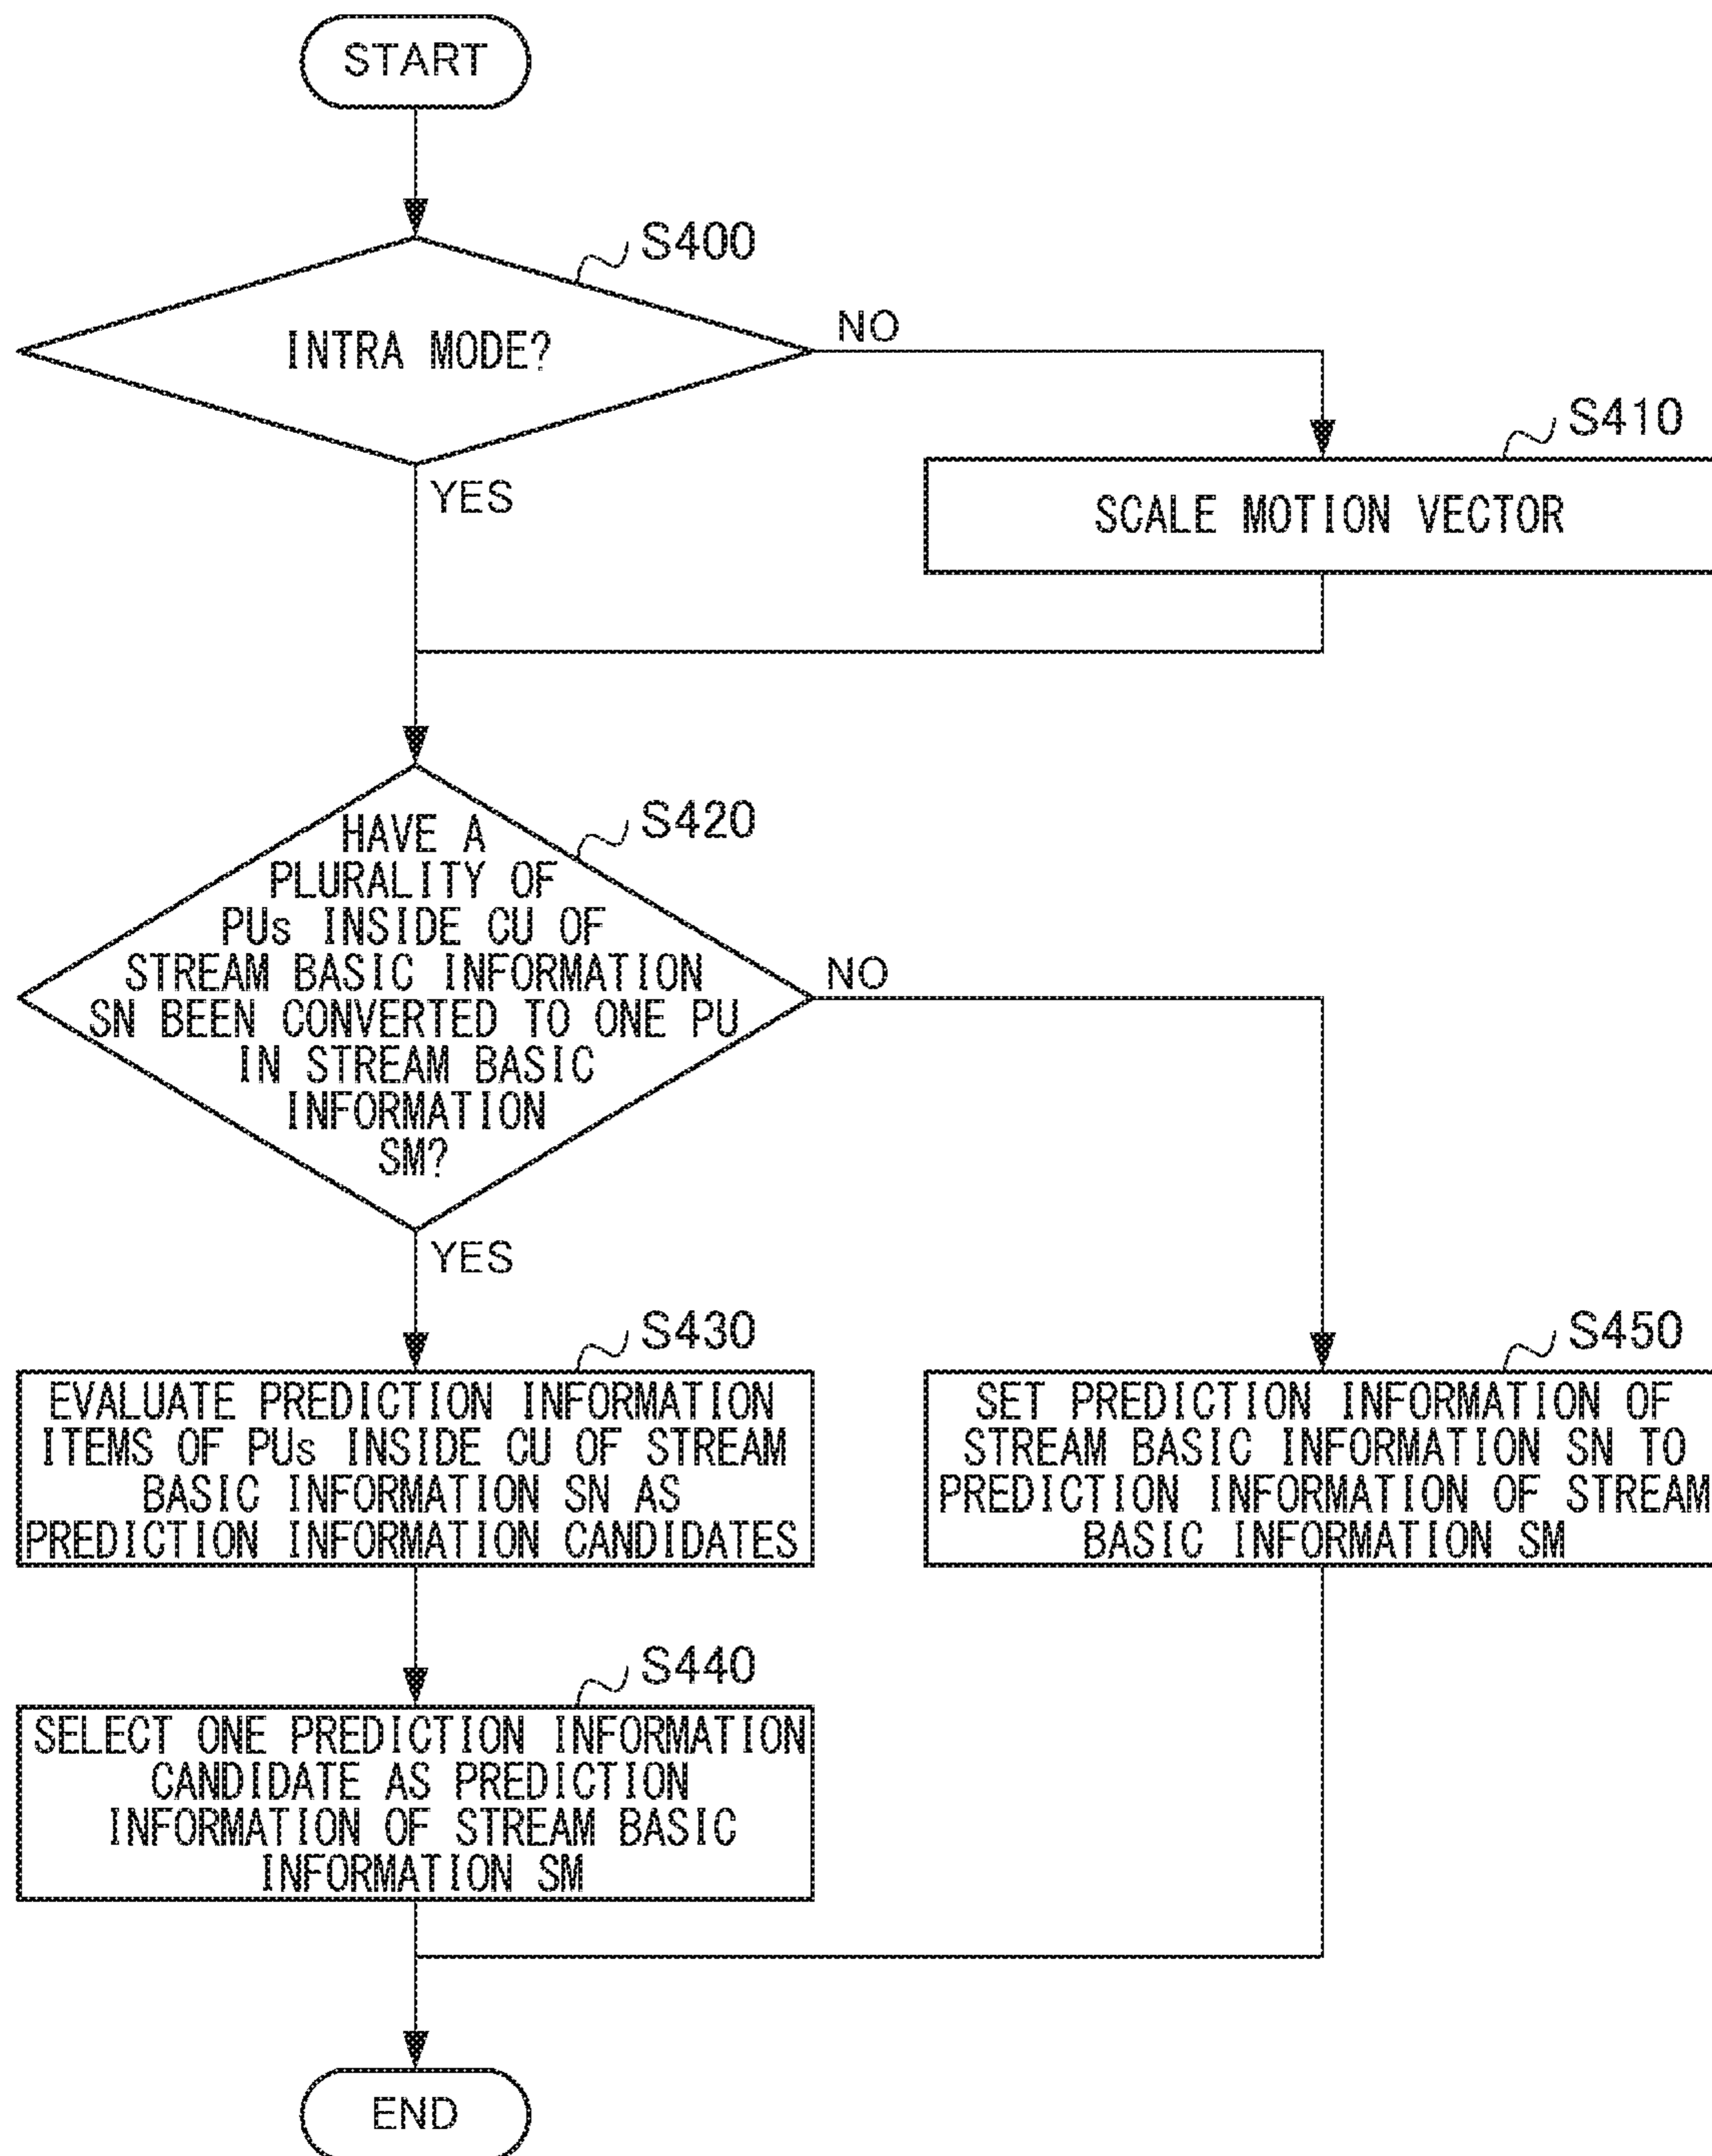 START
S400
INTRA MODE?
NO
YES
S410
SCALE MOTION VECTOR
S420
HAVE A
PLURALITY OF
PUs INSIDE CU OF
STREAM BASIC INFORMATION
SN BEEN CONVERTED TO ONE PU
IN STREAM BASIC
INFORMATION
SM?
NO
YES
S430
EVALUATE PREDICTION INFORMATION
ITEMS OF PUs INSIDE CU OF STREAM
BASIC INFORMATION SN AS
PREDICTION INFORMATION CANDIDATES
S450
SET PREDICTION INFORMATION OF
STREAM BASIC INFORMATION SN TO
PREDICTION INFORMATION OF STREAM
BASIC INFORMATION SM
S440
SELECT ONE PREDICTION INFORMATION
CANDIDATE AS PREDICTION
INFORMATION OF STREAM BASIC
INFORMATION SM
END